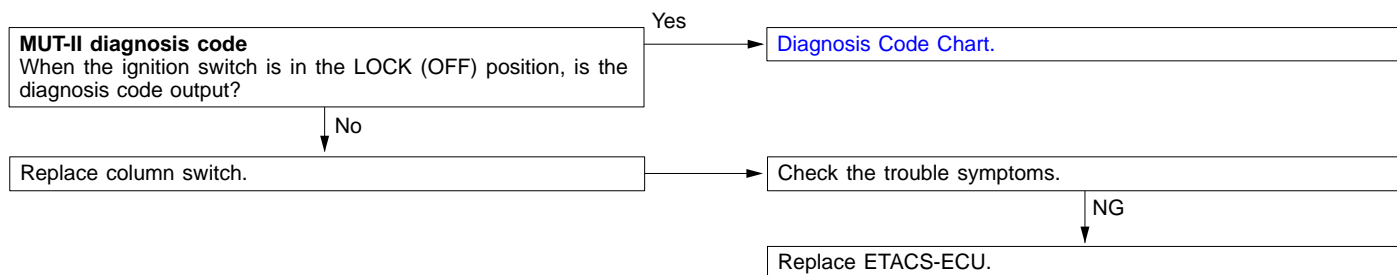 MUT-II diagnosis code
When the ignition switch is in the LOCK (OFF) position, is the
diagnosis code output?
Yes
Diagnosis Code Chart.
No
Replace column switch.
Check the trouble symptoms.
NG
Replace ETACS-ECU.